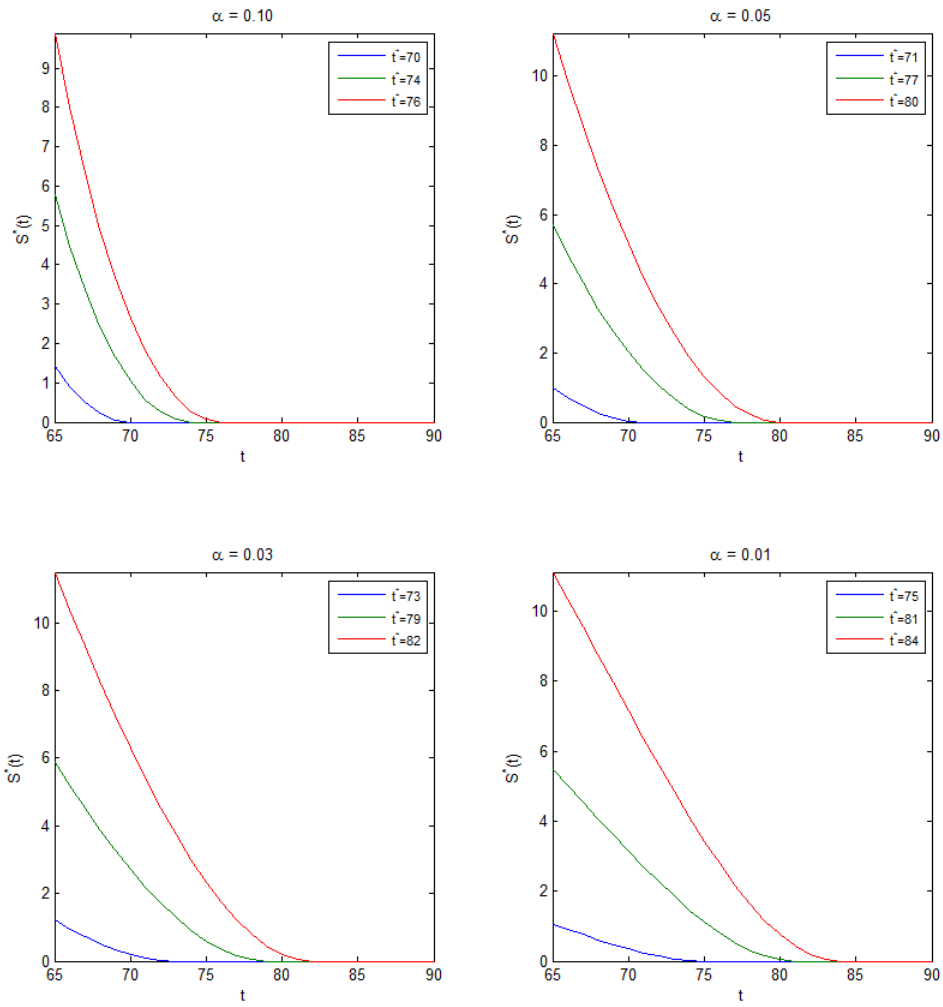 α = 0.10
t^=70
t^=74
t^=76
S*(t)
9
8
7
6
5
4
3
2
1
0
65 70 75 80 85 90
t
α = 0.05
t^=71
t^=77
t^=80
S*(t)
10
8
6
4
2
0
65 70 75 80 85 90
t
α = 0.03
t^=73
t^=79
t^=82
S*(t)
10
8
6
4
2
0
65 70 75 80 85 90
t
α = 0.01
t^=75
t^=81
t^=84
S*(t)
10
8
6
4
2
0
65 70 75 80 85 90
t